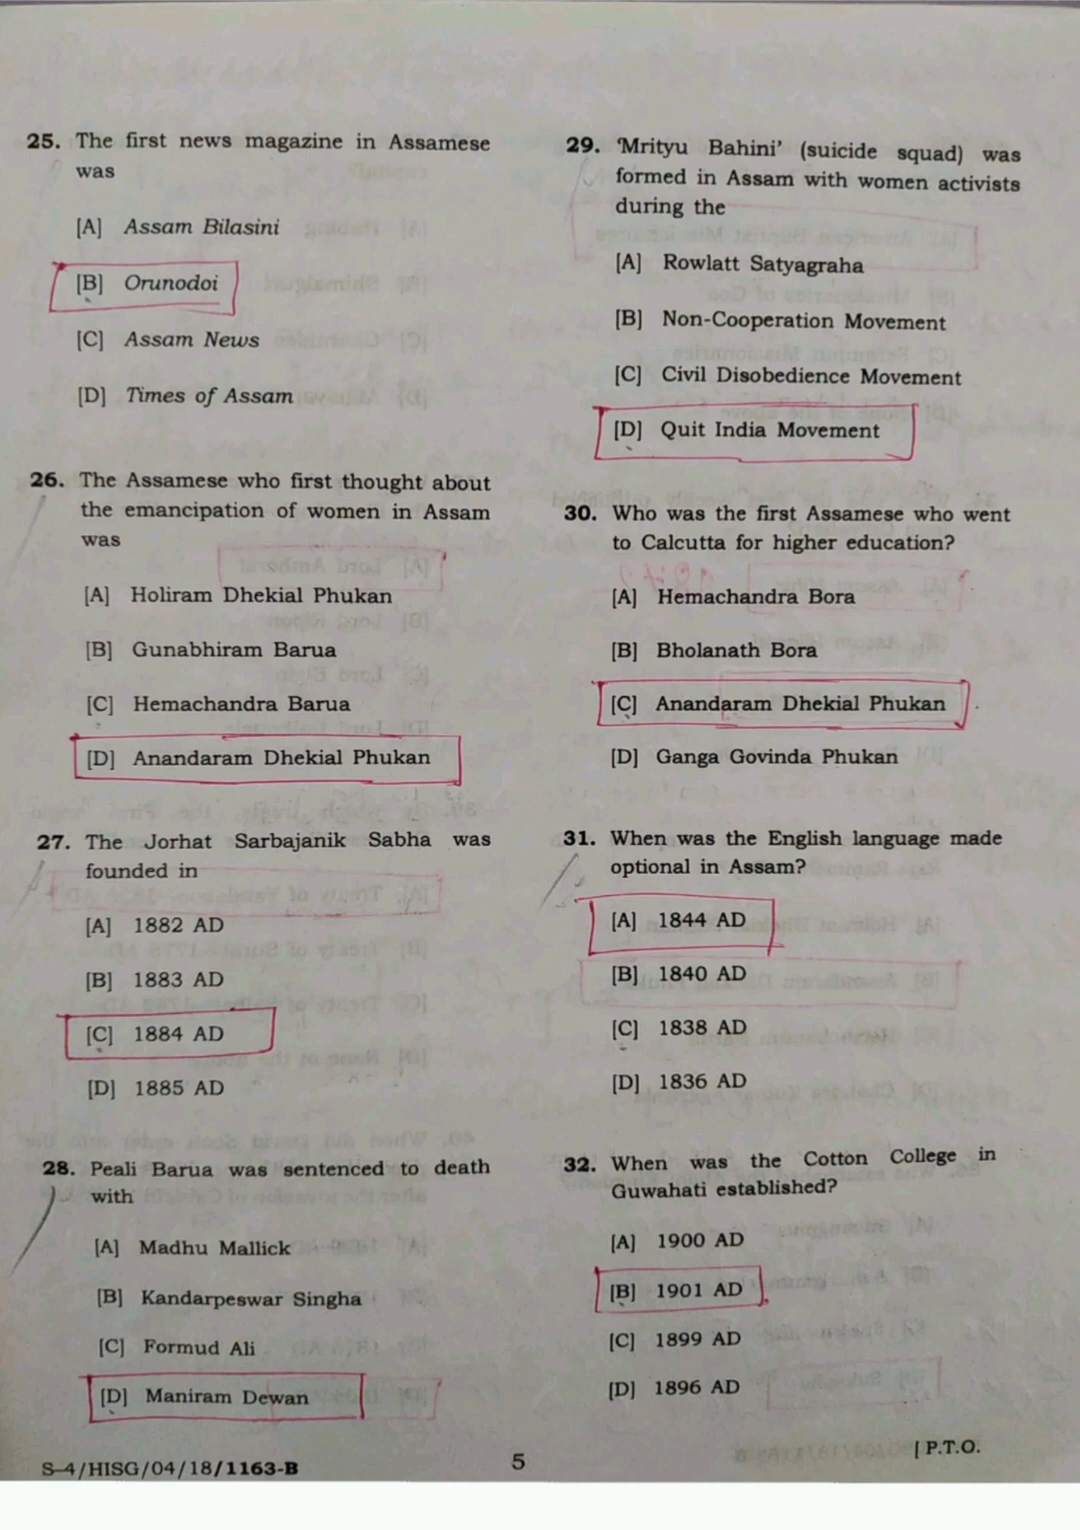 25. The first news magazine in Assamese
was
[A] Assam Bilasini
[B] Orunodoi
[C] Assam News
[D] Times of Assam
26. The Assamese who first thought about
the emancipation of women in Assam
was
[A] Holiram Dhekial Phukan
[B] Gunabhiram Barua
[C] Hemachandra Barua
[D] Anandaram Dhekial Phukan
27. The Jorhat Sarbajanik Sabha was
founded in
[A] 1882 AD
[B] 1883 AD
[C] 1884 AD
[D] 1885 AD
28. Peali Barua was sentenced to death
with
[A] Madhu Mallick
[B] Kandarpeswar Singha
[C] Formud Ali
[D] Maniram Dewan
29. ‘Mrityu Bahini’ (suicide squad) was
formed in Assam with women activists
during the
[A] Rowlatt Satyagraha
[B] Non-Cooperation Movement
[C] Civil Disobedience Movement
[D] Quit India Movement
30. Who was the first Assamese who went
to Calcutta for higher education?
[A] Hemachandra Bora
[B] Bholanath Bora
[C] Anandaram Dhekial Phukan
[D] Ganga Govinda Phukan
31. When was the English language made
optional in Assam?
[A] 1844 AD
[B] 1840 AD
[C] 1838 AD
[D] 1836 AD
32. When was the Cotton College in
Guwahati established?
[A] 1900 AD
[B] 1901 AD
[C] 1899 AD
[D] 1896 AD
S-4/HISG/04/18/1163-B
5
[ P.T.O.